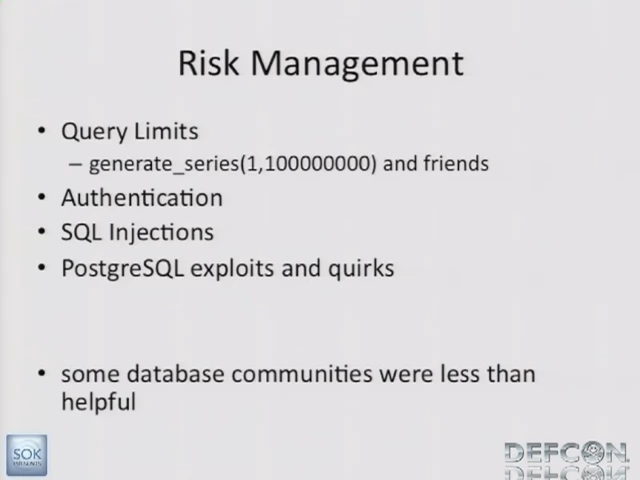 Risk Management
• Query Limits
– generate_series(1,100000000) and friends
• Authentication
• SQL Injections
• PostgreSQL exploits and quirks
• some database communities were less than
helpful
SOK
DEFCON